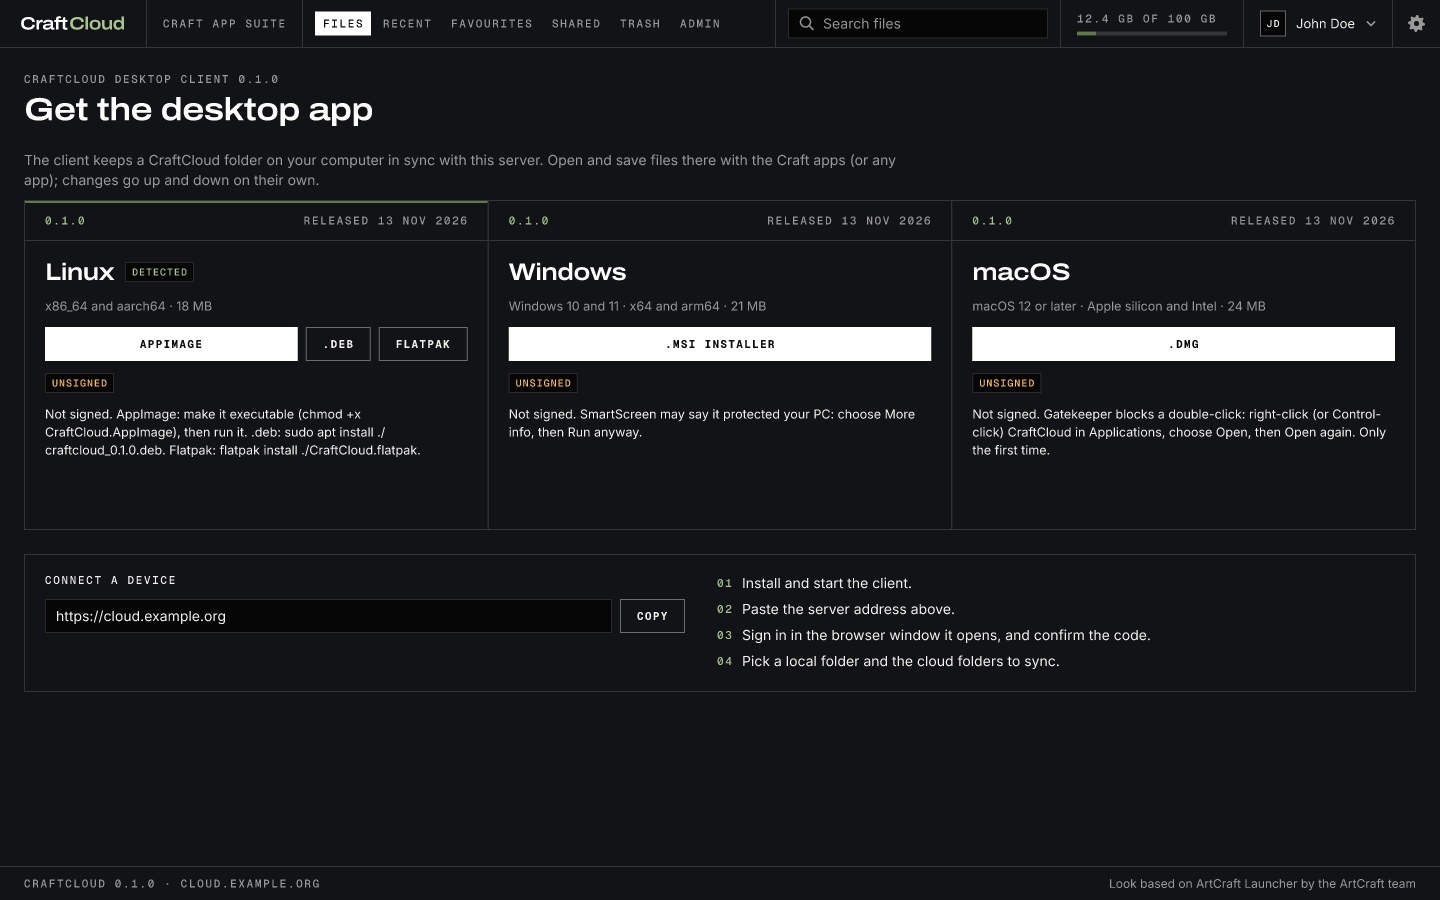 CraftCloud
CRAFT APP SUITE
FILES
RECENT
FAVOURITES
SHARED
TRASH
ADMIN
Search files
12.4 GB OF 100 GB
JD
John Doe
CRAFTCLOUD DESKTOP CLIENT 0.1.0
Get the desktop app
The client keeps a CraftCloud folder on your computer in sync with this server. Open and save files there with the Craft apps (or any
app); changes go up and down on their own.
0.1.0
RELEASED 13 NOV 2026
Linux
DETECTED
x86_64 and aarch64 · 18 MB
APPIMAGE
.DEB
FLATPAK
UNSIGNED
Not signed. AppImage: make it executable (chmod +x
CraftCloud.AppImage), then run it. .deb: sudo apt install ./
craftcloud_0.1.0.deb. Flatpak: flatpak install ./CraftCloud.flatpak.
0.1.0
RELEASED 13 NOV 2026
Windows
Windows 10 and 11 · x64 and arm64 · 21 MB
.MSI INSTALLER
UNSIGNED
Not signed. SmartScreen may say it protected your PC: choose More
info, then Run anyway.
0.1.0
RELEASED 13 NOV 2026
macOS
macOS 12 or later · Apple silicon and Intel · 24 MB
.DMG
UNSIGNED
Not signed. Gatekeeper blocks a double-click: right-click (or Control-
click) CraftCloud in Applications, choose Open, then Open again. Only
the first time.
CONNECT A DEVICE
https://cloud.example.org
COPY
01 Install and start the client.
02 Paste the server address above.
03 Sign in in the browser window it opens, and confirm the code.
04 Pick a local folder and the cloud folders to sync.
CRAFTCLOUD 0.1.0 · CLOUD.EXAMPLE.ORG
Look based on ArtCraft Launcher by the ArtCraft team